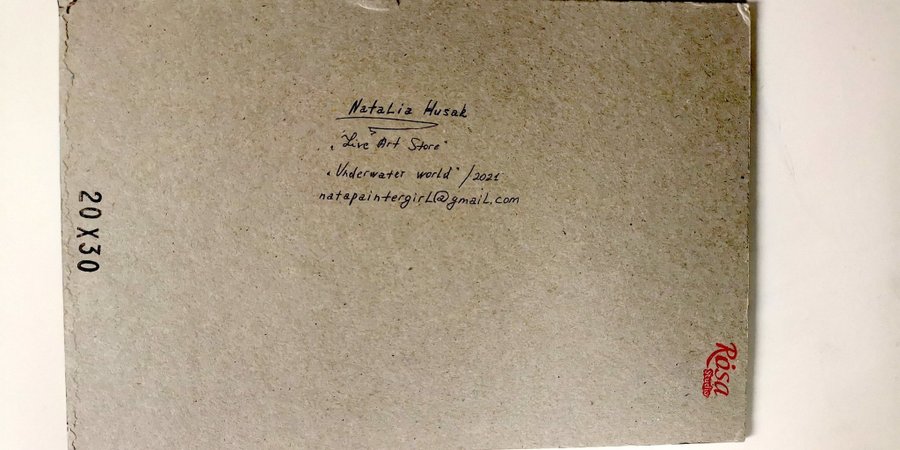 Natalia Husak
"Live Art Store"
"Underwater world" / 2021
natapaintergirl@gmail.com
20X30
Rosa
Studio